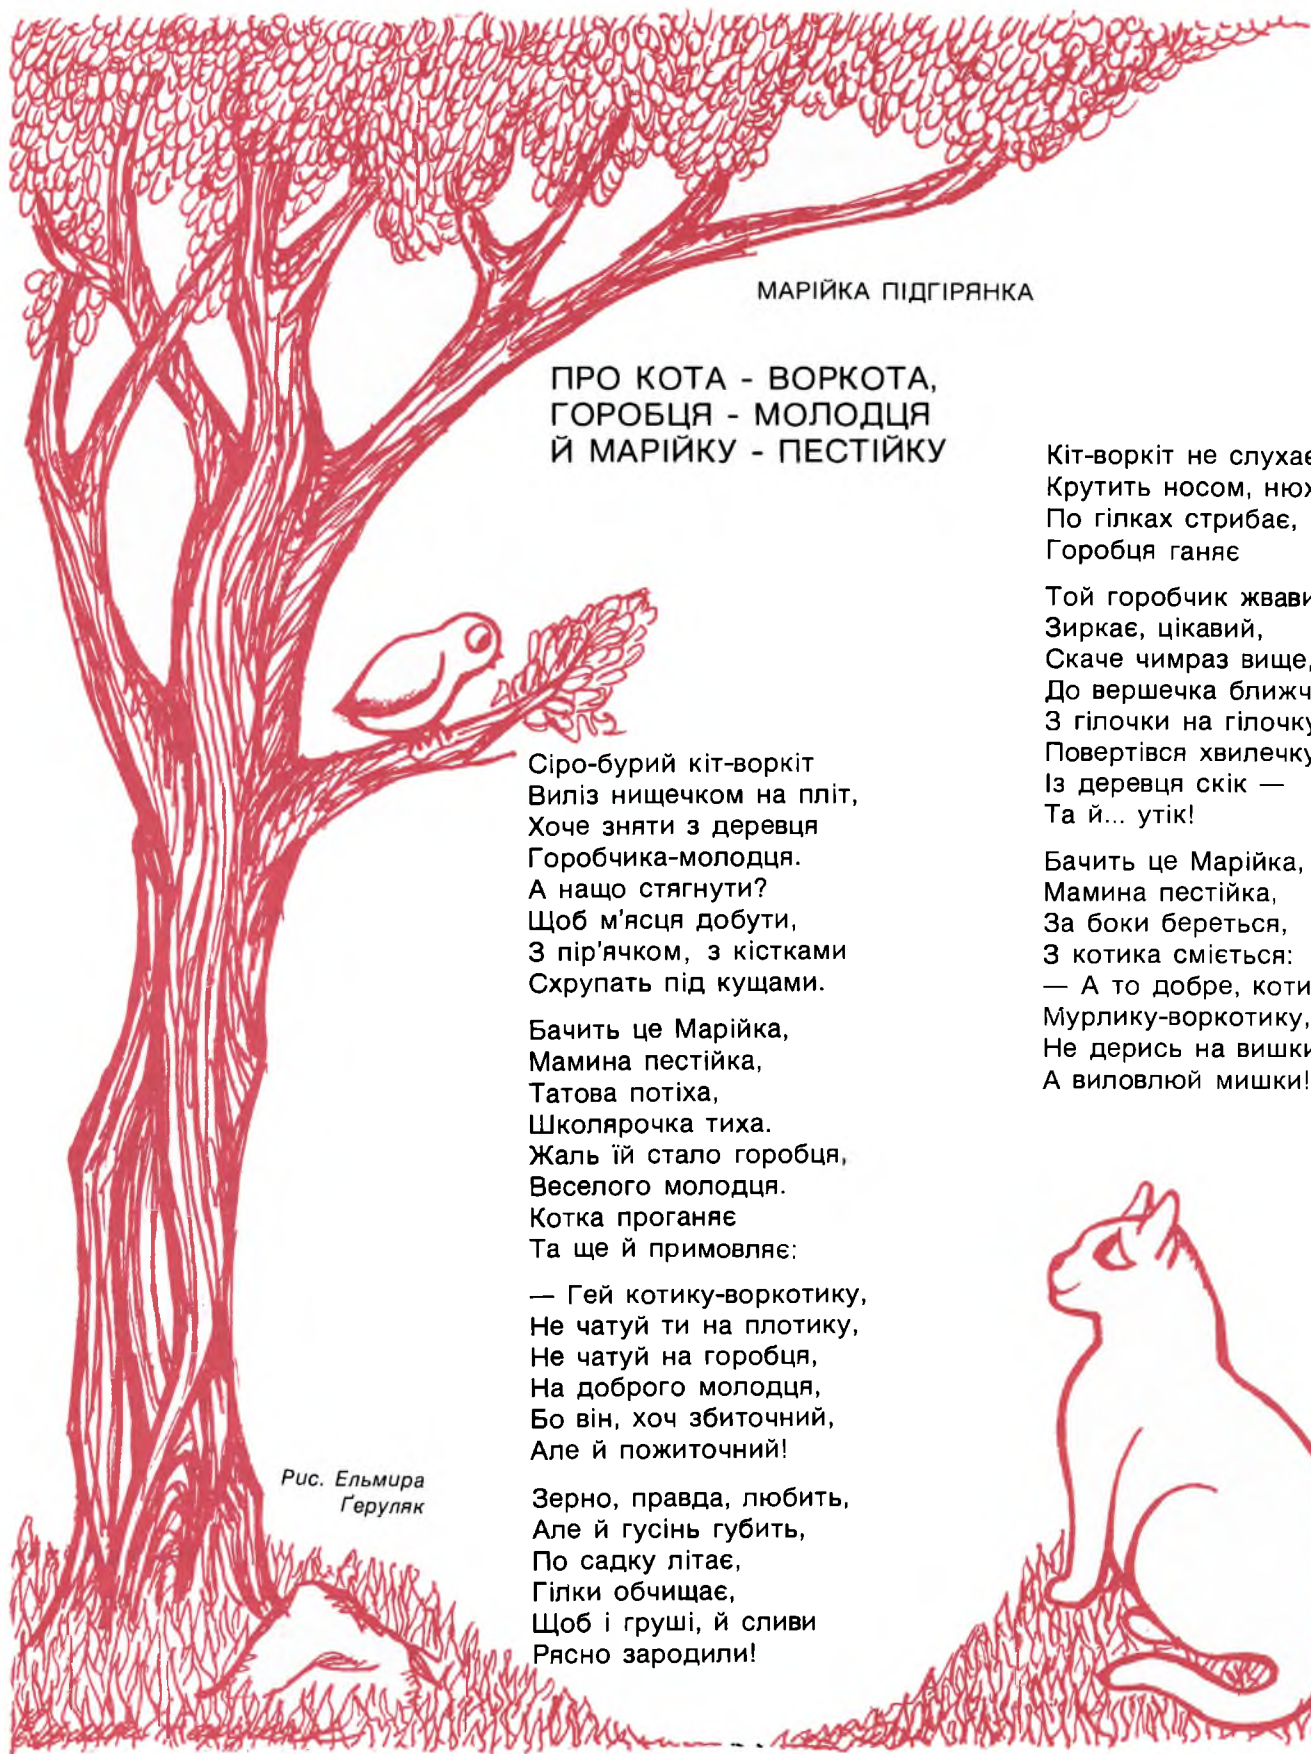 МАРІЙКА ПІДГІРЯНКА
ПРО КОТА - ВОРКОТА,
ГОРОБЦЯ - МОЛОДЦЯ
Й МАРІЙКУ - ПЕСТІЙКУ
Сіро-бурий кіт-воркіт
Виліз нищечком на пліт,
Хоче зняти з деревця
Горобчика-молодця.
А нащо стягнути?
Щоб м'ясця добути,
З пір'ячком, з кістками
Схрупать під кущами.
Бачить це Марійка,
Мамина пестійка,
Татова потіха,
Школярочка тиха.
Жаль їй стало горобця,
Веселого молодця.
Котка проганяє
Та ще й примовляє:
— Гей котику-воркотику,
Не чатуй ти на плотику,
Не чатуй на горобця,
На доброго молодця,
Бо він, хоч збиточний,
Але й пожиточний!
Зерно, правда, любить,
Але й гусінь губить,
По садку літає,
Гілки обчищає,
Щоб і груші, й сливи
Рясно зародили!
Кіт-воркіт не слухає
Крутить носом,
По гілках стрибає,
Горобця ганяє
Той горобчик
Зиркає, цікавий,
Скаче чимраз вище,
До вершечка
З гілочки на гілочку
Повертівся хвилечку
Із деревця скік —
Та й... утік!
Бачить це Марійка,
Мамина пестійка,
За боки береться,
З котика сміється:
— А то добре,
Мурлику-воркотику,
Не дерись на вишки
А виловлюй мишки!
Рис. Ельмира
Ґеруляк